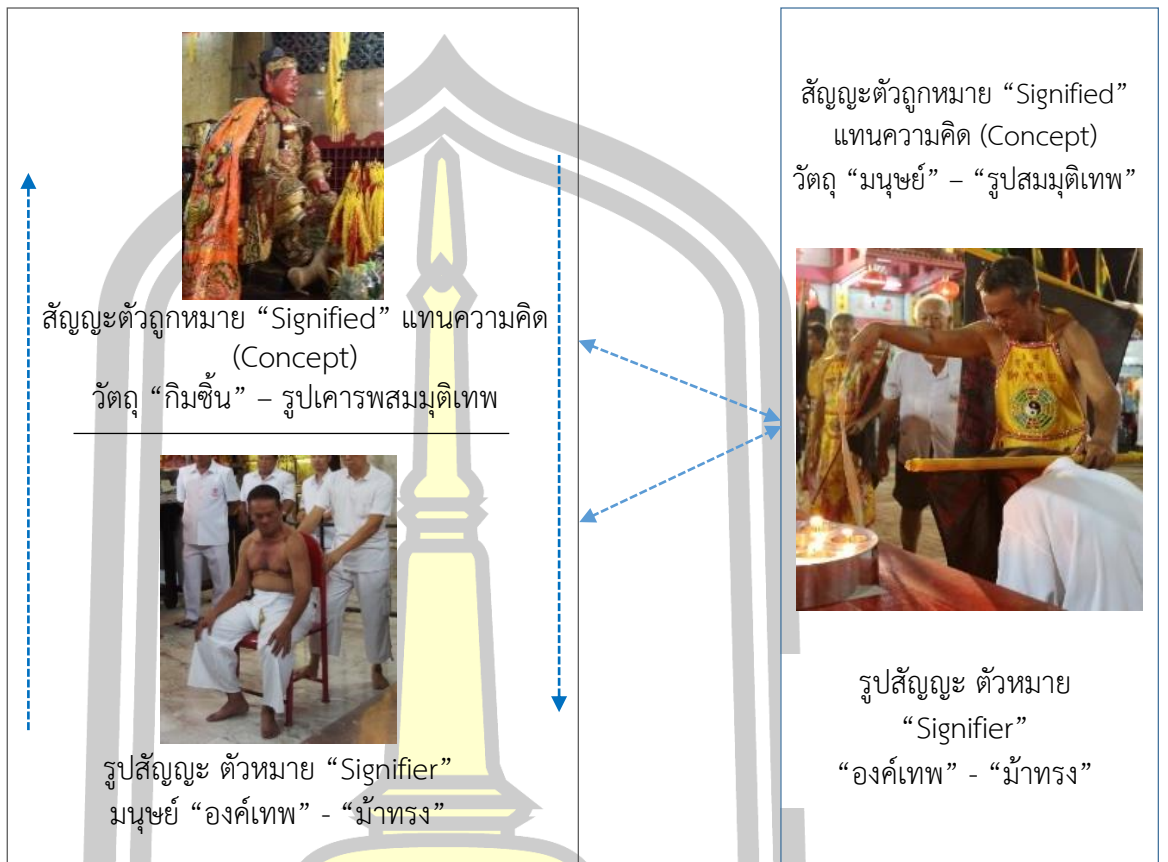 สัญญะตัวถูกหมาย “Signified” แทนความคิด
(Concept)
วัตถุ “กิมซิ้น” – รูปเคารพสมมุติเทพ
รูปสัญญะ ตัวหมาย “Signifier”
มนุษย์ “องค์เทพ” - “ม้าทรง”
สัญญะตัวถูกหมาย “Signified”
แทนความคิด (Concept)
วัตถุ “มนุษย์” – “รูปสมมุติเทพ”
รูปสัญญะ ตัวหมาย
“Signifier”
“องค์เทพ” - “ม้าทรง”